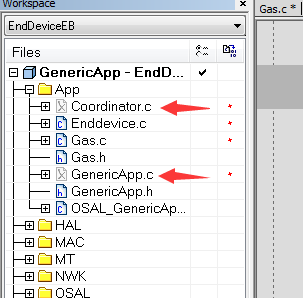 Workspace
EndDeviceEB
Files
GenericApp - EndD...
App
Coordinator.c
Enddevice.c
Gas.c
Gas.h
GenericApp.c
GenericApp.h
OSAL_GenericAp...
HAL
MAC
MT
NWK
OSAL
Gas.c *